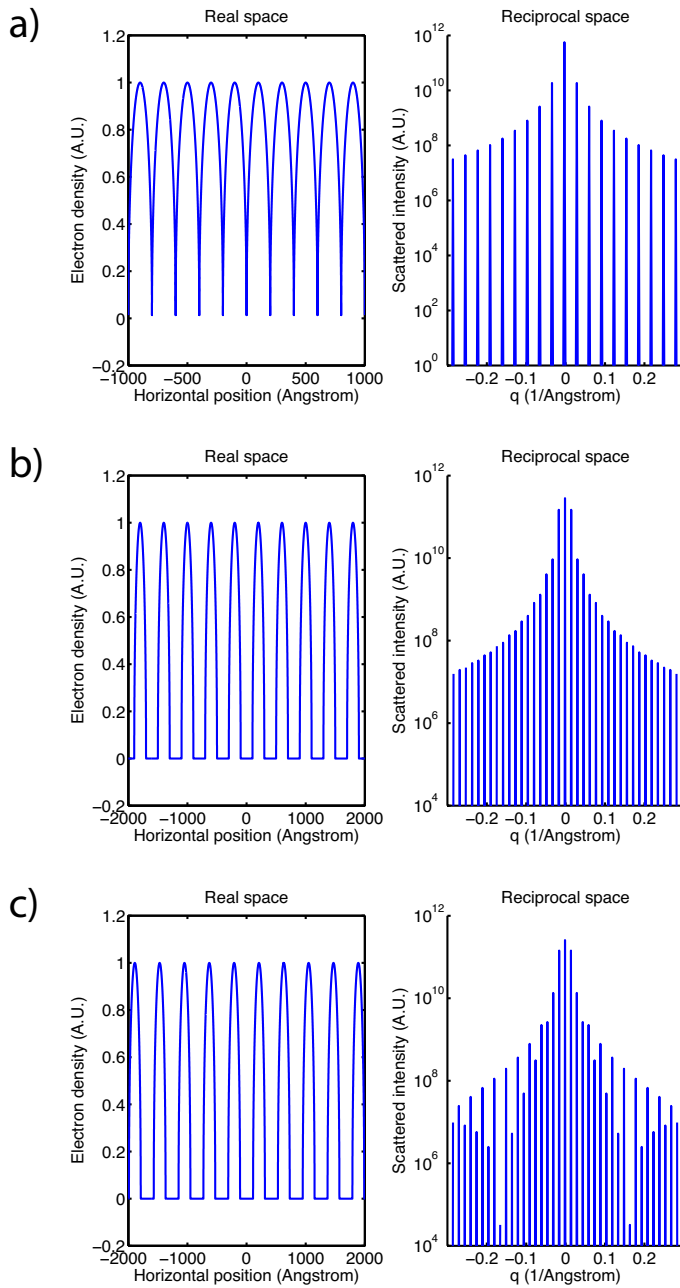 a)
Real space
Electron density (A.U.)
1.2
1
0.8
0.6
0.4
0.2
0
−0.2
−1000 −500 0 500 1000
Horizontal position (Angstrom)
Reciprocal space
Scattered intensity (A.U.)
10^12
10^10
10^8
10^6
10^4
10^2
10^0
−0.2 −0.1 0 0.1 0.2
q (1/Angstrom)
b)
Real space
Electron density (A.U.)
1.2
1
0.8
0.6
0.4
0.2
0
−0.2
−2000 −1000 0 1000 2000
Horizontal position (Angstrom)
Reciprocal space
Scattered intensity (A.U.)
10^12
10^10
10^8
10^6
10^4
−0.2 −0.1 0 0.1 0.2
q (1/Angstrom)
c)
Real space
Electron density (A.U.)
1.2
1
0.8
0.6
0.4
0.2
0
−0.2
−2000 −1000 0 1000 2000
Horizontal position (Angstrom)
Reciprocal space
Scattered intensity (A.U.)
10^12
10^10
10^8
10^6
10^4
−0.2 −0.1 0 0.1 0.2
q (1/Angstrom)